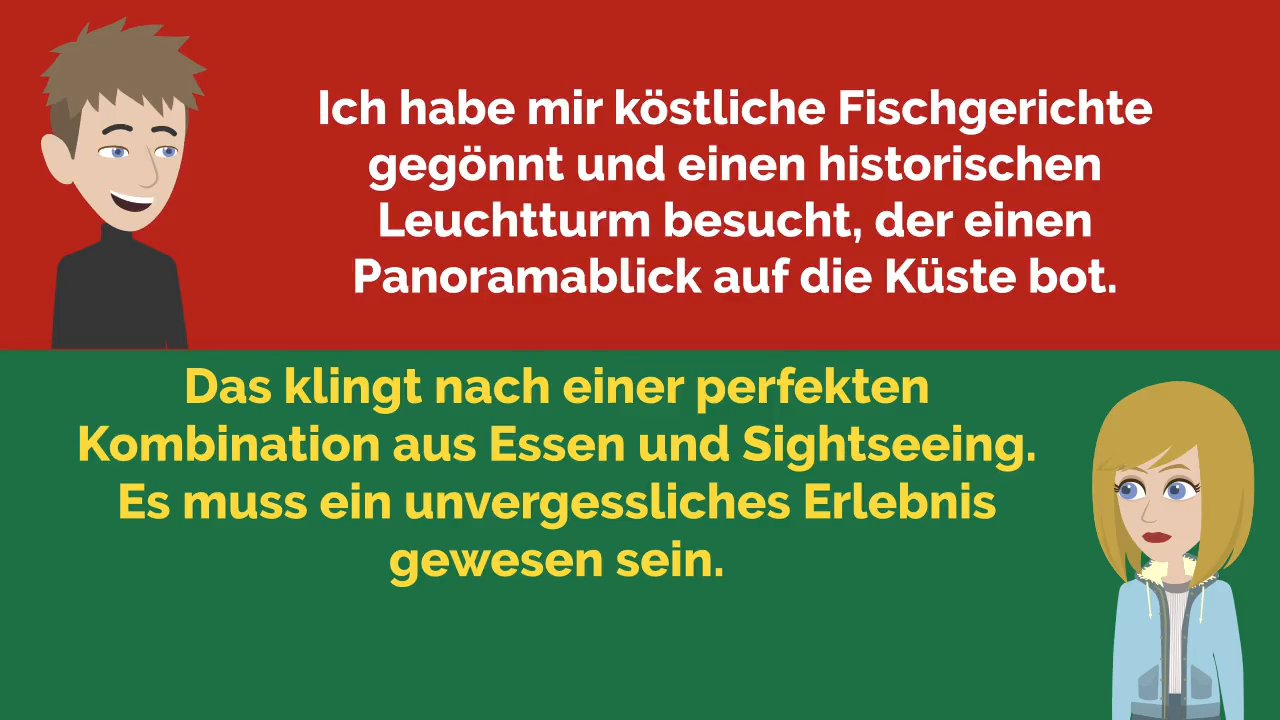 Ich habe mir köstliche Fischgerichte
gegönnt und einen historischen
Leuchtturm besucht, der einen
Panoramablick auf die Küste bot.
Das klingt nach einer perfekten
Kombination aus Essen und Sightseeing.
Es muss ein unvergessliches Erlebnis
gewesen sein.